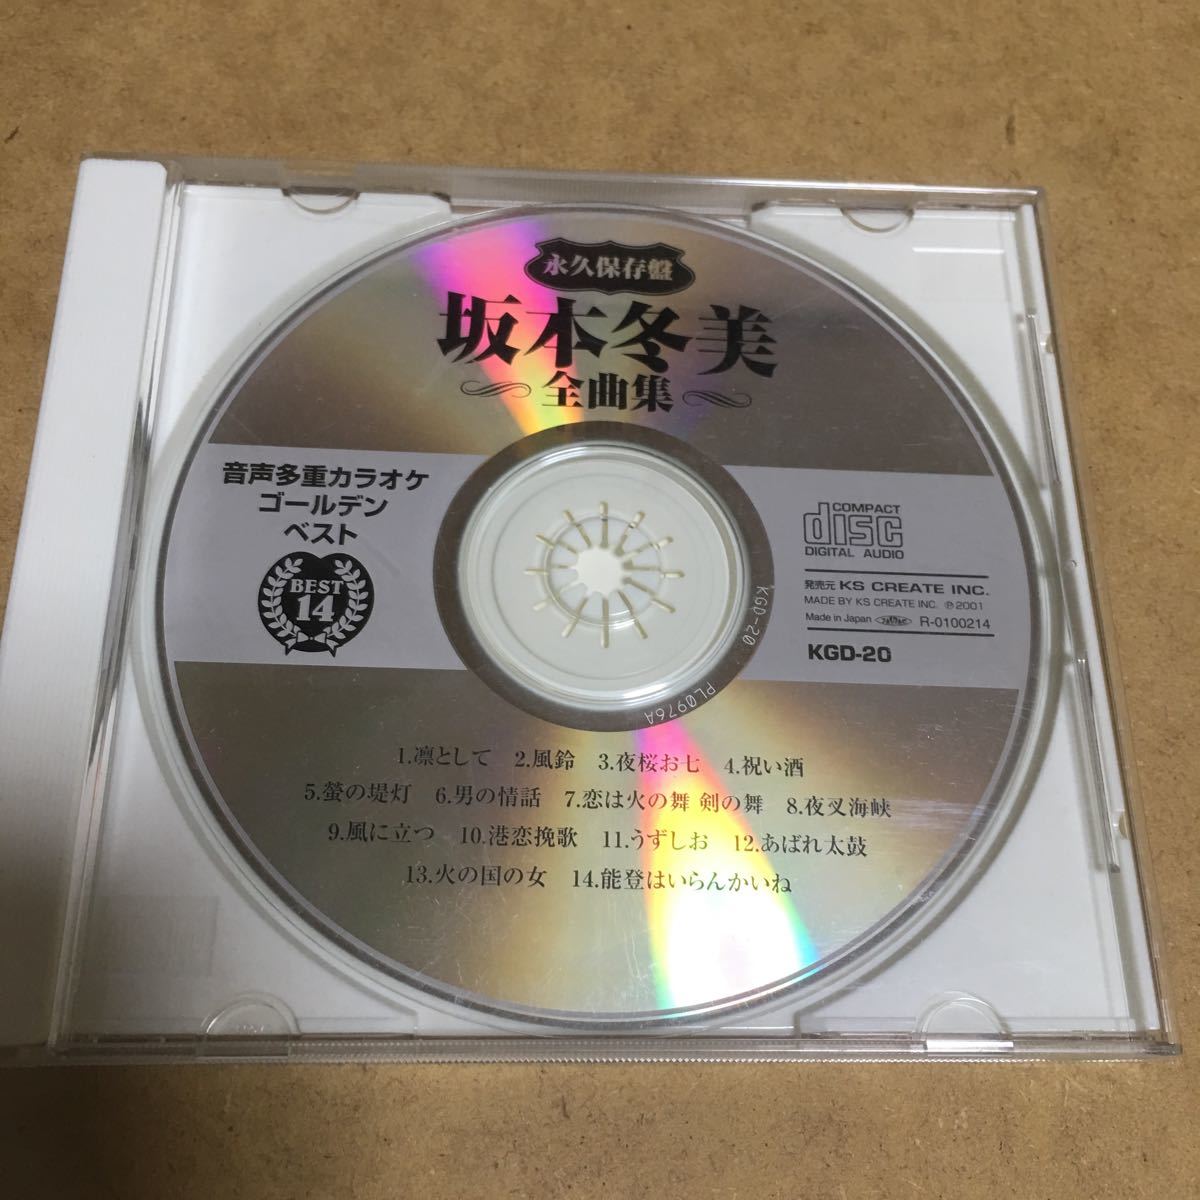 永久保存盤
坂本冬美
全曲集
音声多重カラオケ
ゴールデン
ベスト
BEST
14
COMPACT
disc
DIGITAL AUDIO
発売元 KS CREATE INC.
MADE BY KS CREATE INC. ℗2001
Made in Japan JASRAC R-0100214
KGD-20
KGD-20
PL0976A
1.凛として 2.風鈴 3.夜桜お七 4.祝い酒
5.螢の堤灯 6.男の情話 7.恋は火の舞 剣の舞 8.夜叉海峡
9.風に立つ 10.港恋挽歌 11.うずしお 12.あばれ太鼓
13.火の国の女 14.能登はいらんかいね